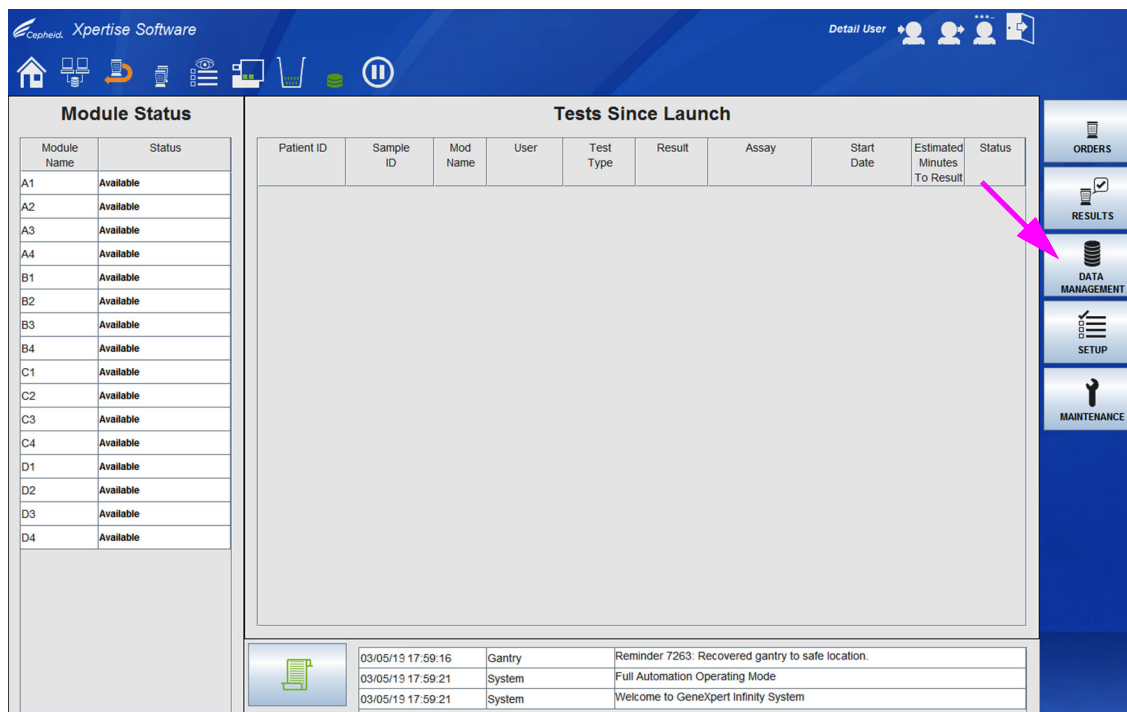 Cepheid. Xpertise Software
Detail User
Module Status
Module Name Status
A1 Available
A2 Available
A3 Available
A4 Available
B1 Available
B2 Available
B3 Available
B4 Available
C1 Available
C2 Available
C3 Available
C4 Available
D1 Available
D2 Available
D3 Available
D4 Available
Tests Since Launch
Patient ID Sample ID Mod Name User Test Type Result Assay Start Date Estimated Minutes To Result Status
03/05/19 17:59:16 Gantry Reminder 7263: Recovered gantry to safe location.
03/05/19 17:59:21 System Full Automation Operating Mode
03/05/19 17:59:21 System Welcome to GeneXpert Infinity System
ORDERS
RESULTS
DATA
MANAGEMENT
SETUP
MAINTENANCE